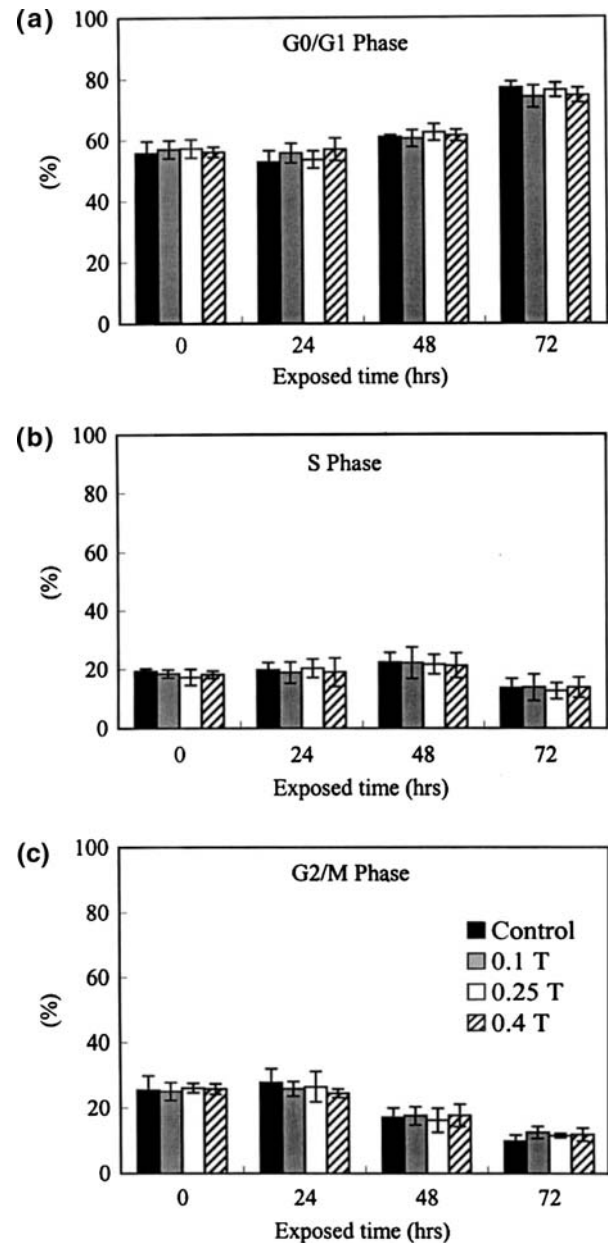 (a)
G0/G1 Phase
100
80
60
40
20
0
(%)
0 24 48 72
Exposed time (hrs)
(b)
S Phase
100
80
60
40
20
0
(%)
0 24 48 72
Exposed time (hrs)
(c)
G2/M Phase
100
80
60
40
20
0
(%)
Control
0.1 T
0.25 T
0.4 T
0 24 48 72
Exposed time (hrs)